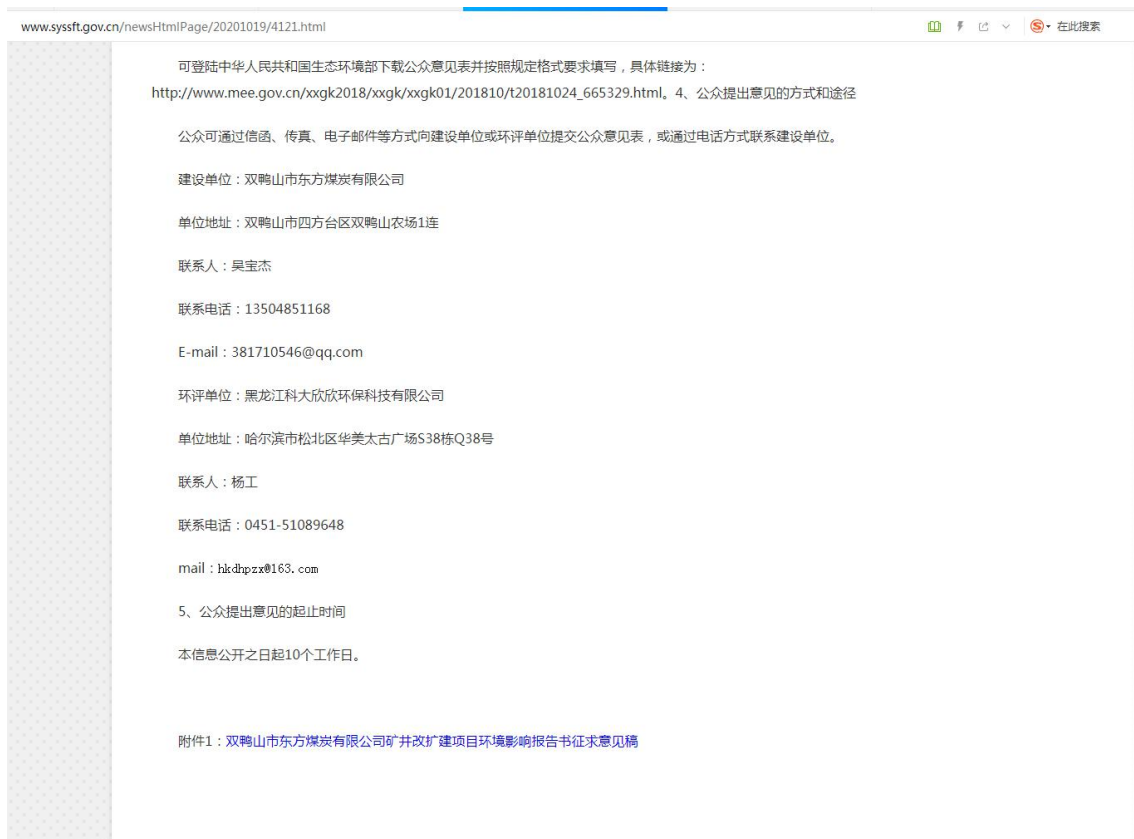 www.syssft.gov.cn/newsHtmlPage/20201019/4121.html
在此搜索
可登陆中华人民共和国生态环境部下载公众意见表并按照规定格式要求填写，具体链接为：
http://www.mee.gov.cn/xxgk2018/xxgk/xxgk01/201810/t20181024_665329.html。4、公众提出意见的方式和途径
公众可通过信函、传真、电子邮件等方式向建设单位或环评单位提交公众意见表，或通过电话方式联系建设单位。
建设单位：双鸭山市东方煤炭有限公司
单位地址：双鸭山市四方台区双鸭山农场1连
联系人：吴宝杰
联系电话：13504851168
E-mail：381710546@qq.com
环评单位：黑龙江科大欣欣环保科技有限公司
单位地址：哈尔滨市松北区华美太古广场S38栋Q38号
联系人：杨工
联系电话：0451-51089648
mail：hkdhpzx@163.com
5、公众提出意见的起止时间
本信息公开之日起10个工作日。
附件1：双鸭山市东方煤炭有限公司矿井改扩建项目环境影响报告书征求意见稿